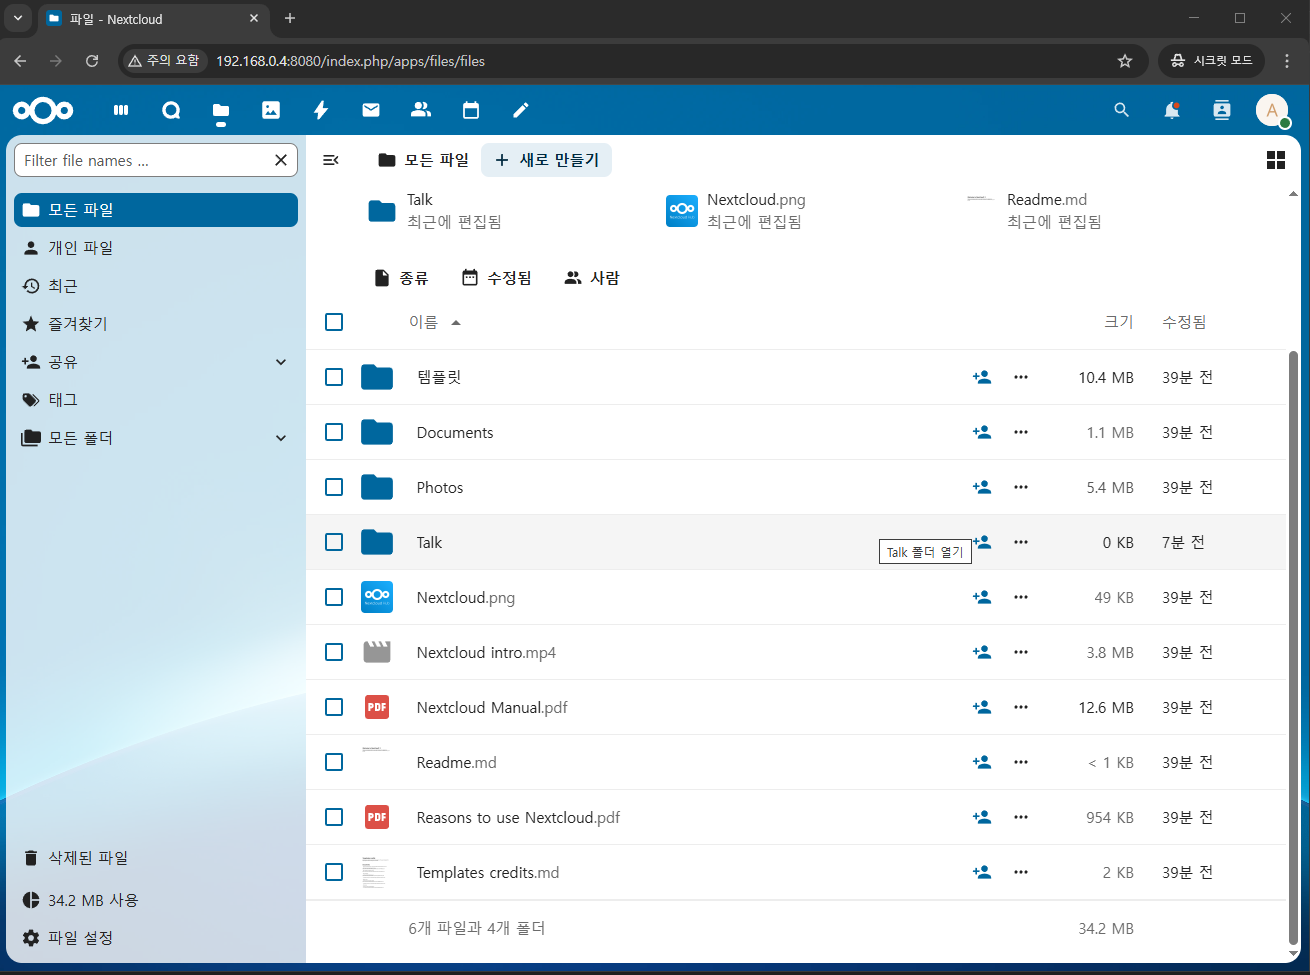 파일 - Nextcloud
주의 요함
192.168.0.4:8080/index.php/apps/files/files
시크릿 모드
A
Filter file names ...
모든 파일
개인 파일
최근
즐겨찾기
공유
태그
모든 폴더
삭제된 파일
34.2 MB 사용
파일 설정
모든 파일
+ 새로 만들기
Talk
최근에 편집됨
Nextcloud.png
최근에 편집됨
Readme.md
최근에 편집됨
종류 수정됨 사람
이름 크기 수정됨
템플릿 10.4 MB 39분 전
Documents 1.1 MB 39분 전
Photos 5.4 MB 39분 전
Talk 0 KB 7분 전
Talk 폴더 열기
Nextcloud.png 49 KB 39분 전
Nextcloud intro.mp4 3.8 MB 39분 전
PDF Nextcloud Manual.pdf 12.6 MB 39분 전
Readme.md < 1 KB 39분 전
PDF Reasons to use Nextcloud.pdf 954 KB 39분 전
Templates credits.md 2 KB 39분 전
6개 파일과 4개 폴더 34.2 MB